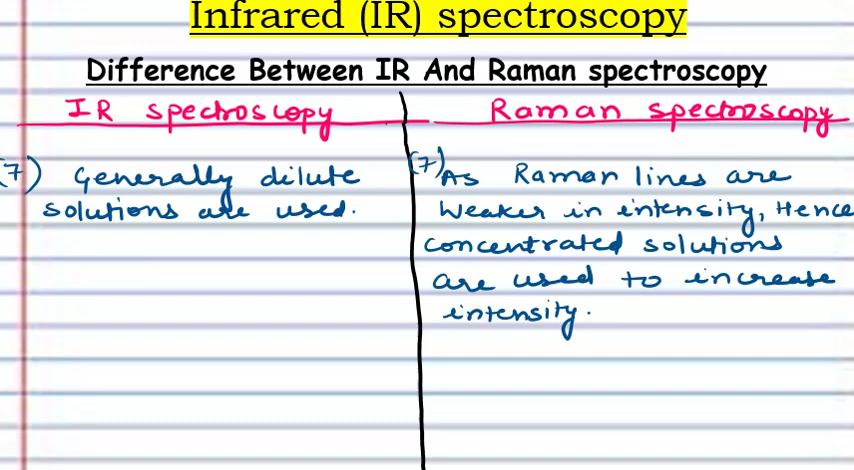 Infrared (IR) spectroscopy
Difference Between IR And Raman spectroscopy
IR spectroscopy
Raman spectroscopy
(7) Generally dilute
solutions are used.
(7) As Raman lines are
weaker in intensity, Hence
concentrated solutions
are used to increase
intensity.